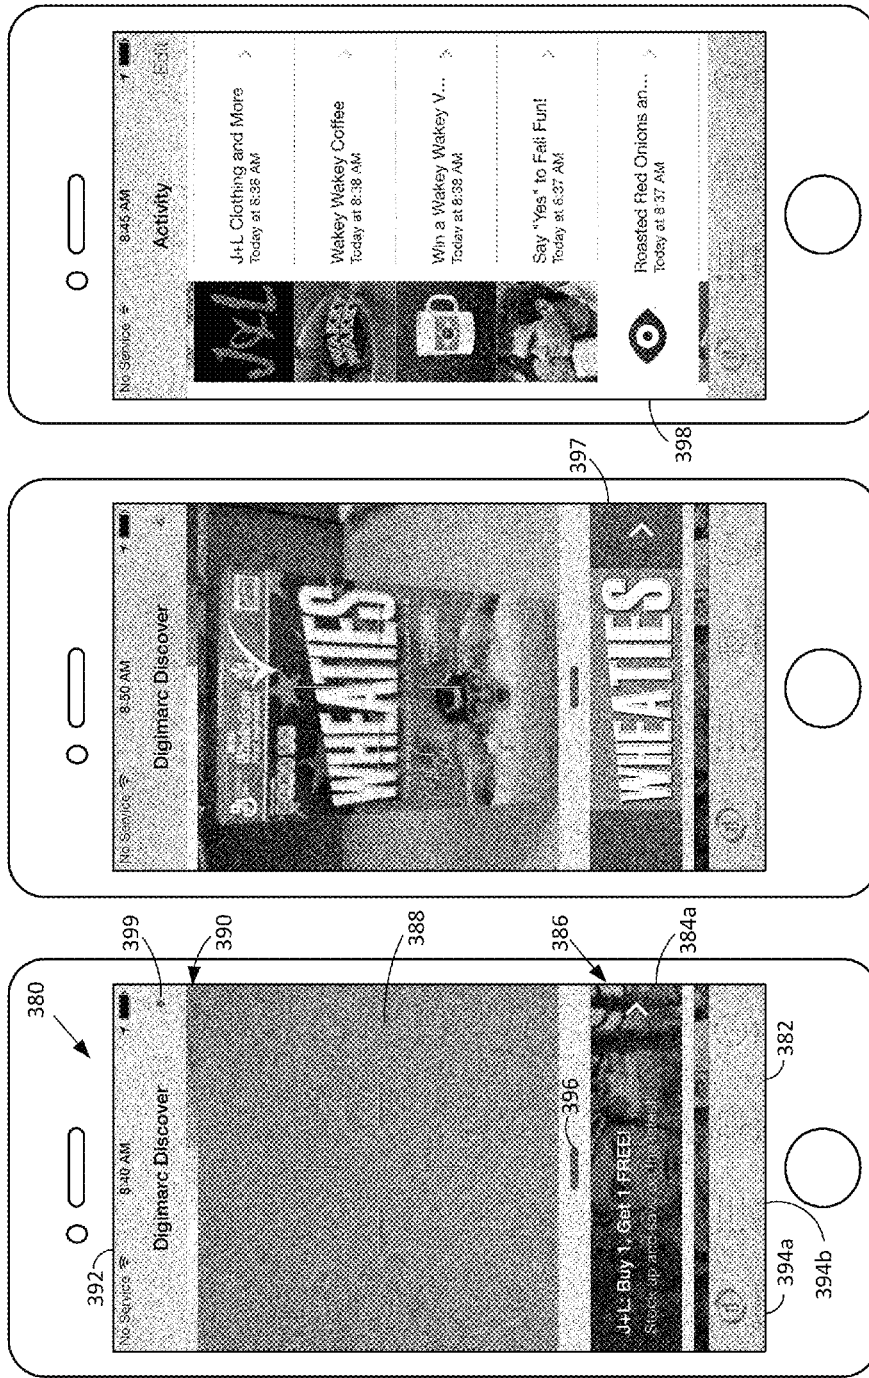 380
392
No Service
8:40 AM
Digimarc Discover
399
390
388
396
386
J+L: Buy 1, Get 1 FREE!
384a
382
394a
394b
No Service
8:50 AM
Digimarc Discover
WHEATIES
WHEATIES
397
No Service
8:45 AM
Activity
Edit
J&L
J+L Clothing and More
Today at 8:38 AM
Wakey Wakey Coffee
Today at 8:38 AM
Win a Wakey Wakey V...
Today at 8:38 AM
Say "Yes" to Fall Fun!
Today at 8:37 AM
Roasted Red Onions an...
Today at 8:37 AM
398